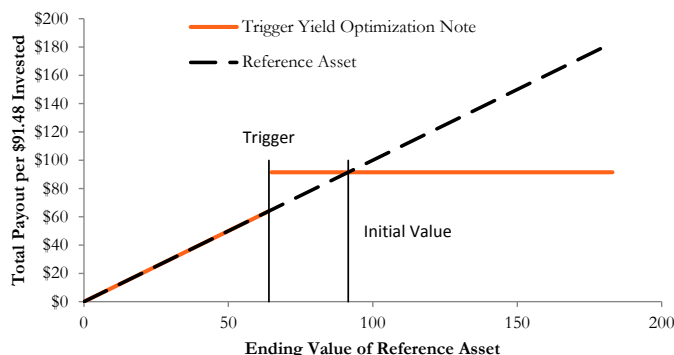 Total Payout per $91.48 Invested
$200
$180
$160
$140
$120
$100
$80
$60
$40
$20
$0
Trigger Yield Optimization Note
Reference Asset
Trigger
Initial Value
0
50
100
150
200
Ending Value of Reference Asset